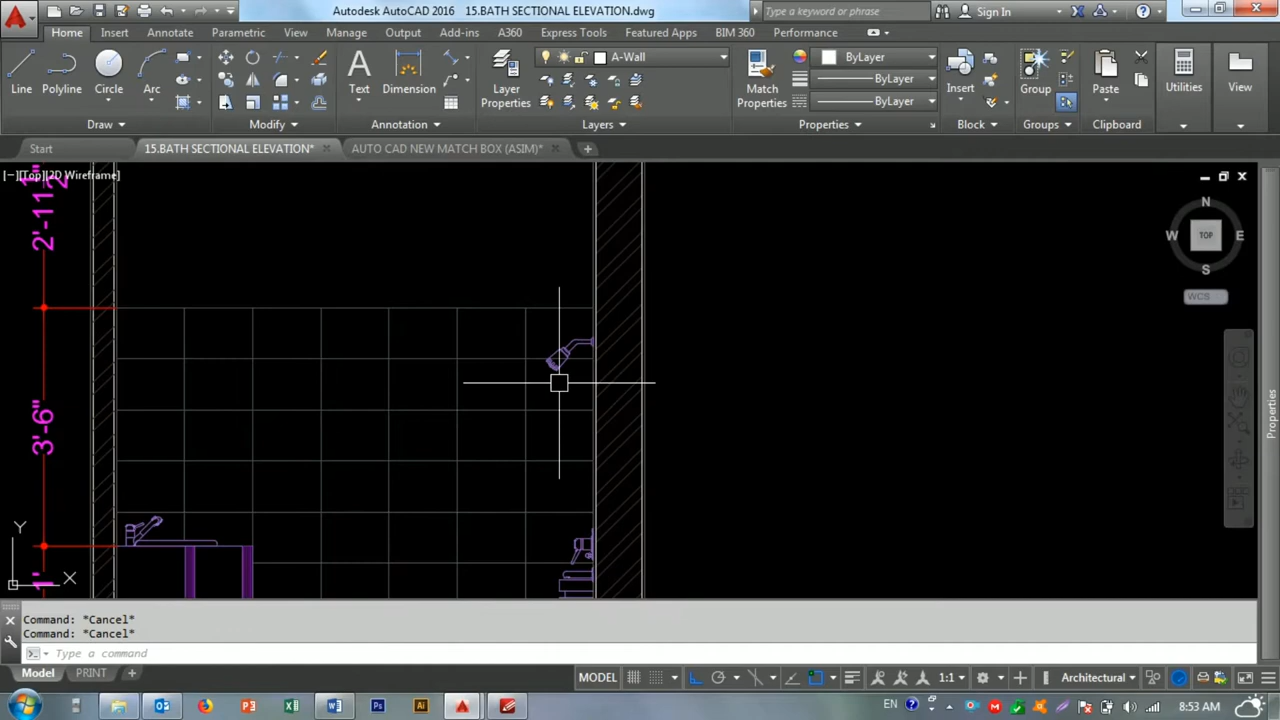 Autodesk AutoCAD 2016 15.BATH SECTIONAL ELEVATION.dwg
Type a keyword or phrase
Sign In
Home Insert Annotate Parametric View Manage Output Add-ins A360 Express Tools Featured Apps BIM 360 Performance
A-Wall
ByLayer
ByLayer
ByLayer
Line Polyline Circle Arc
Text Dimension
Layer Properties
Match Properties
Insert
Group
Paste
Utilities
View
Draw Modify Annotation Layers Properties Block Groups Clipboard
Start 15.BATH SECTIONAL ELEVATION* AUTO CAD NEW MATCH BOX (ASIM)*
[−][Top][2D Wireframe]
N
W TOP E
S
WCS
3'-6"
1'
Y
X
Properties
Command: *Cancel*
Command: *Cancel*
Type a command
Model PRINT
MODEL 1:1 Architectural
EN 8:53 AM